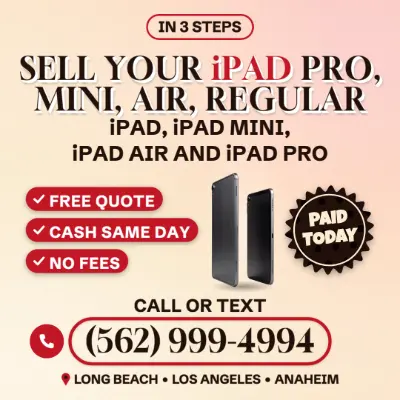 IN 3 STEPS
SELL YOUR iPAD PRO,
MINI, AIR, REGULAR
iPAD, iPAD MINI,
iPAD AIR AND iPAD PRO
FREE QUOTE
CASH SAME DAY
NO FEES
PAID
TODAY
CALL OR TEXT
(562) 999-4994
LONG BEACH • LOS ANGELES • ANAHEIM